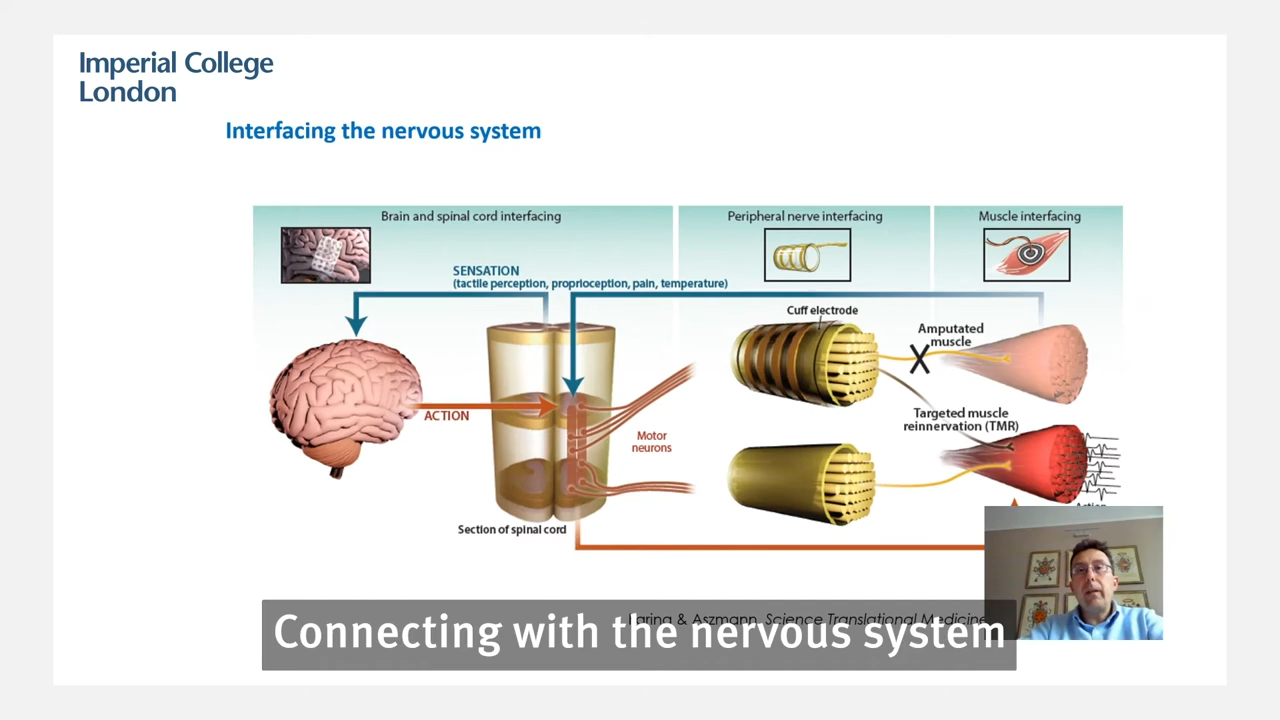 Imperial College
London
Interfacing the nervous system
Brain and spinal cord interfacing
Peripheral nerve interfacing
Muscle interfacing
SENSATION
(tactile perception, proprioception, pain, temperature)
Cuff electrode
Amputated
muscle
ACTION
Targeted muscle
reinnervation (TMR)
Motor
neurons
Section of spinal cord
& Aszmann, Science Translational Medicine
Connecting with the nervous system